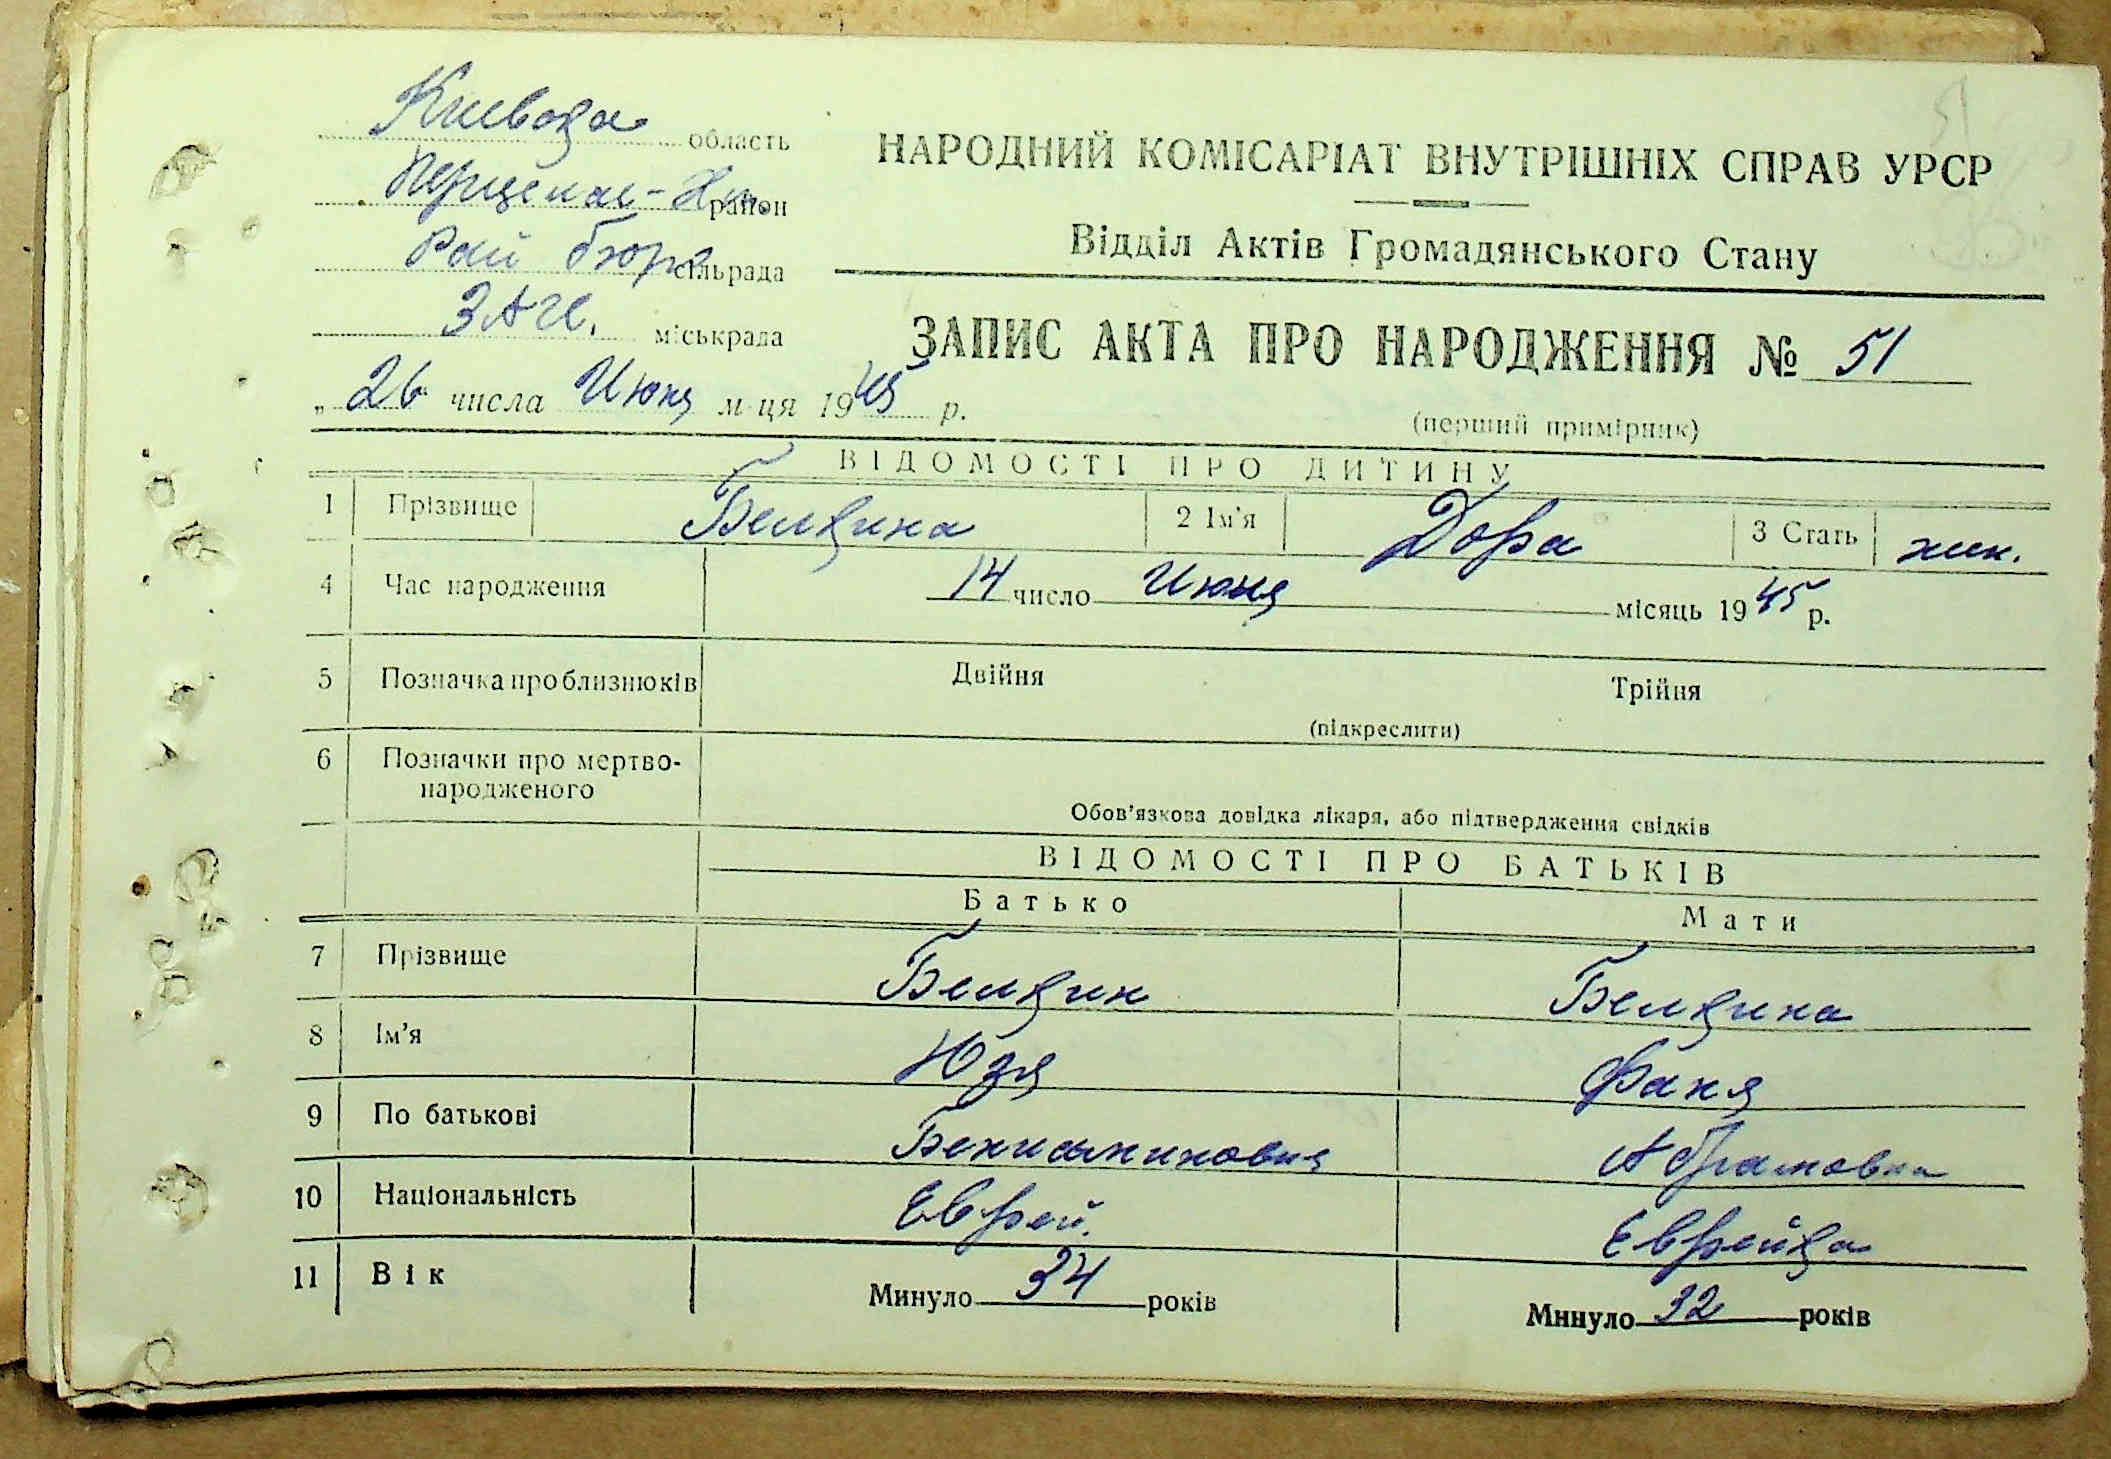 Киевска область
Переяслав-Хм. район
Рай бюро сільрада
ЗАГС. міськрада
НАРОДНИЙ КОМІСАРІАТ ВНУТРІШНІХ СПРАВ УРСР
Відділ Актів Громадянського Стану
ЗАПИС АКТА ПРО НАРОДЖЕННЯ № 51
(перший примірник)
„ 26 числа Июня м-ця 1945 р.
ВІДОМОСТІ ПРО ДИТИНУ
1 Прізвище Белкина 2 Ім'я Дора 3 Стать жен.
4 Час народження 14 число Июня місяць 1945 р.
5 Позначка про близнюків Двійня Трійня
(підкреслити)
6 Позначки про мертво-
народженого
Обов'язкова довідка лікаря, або підтвердження свідків
ВІДОМОСТІ ПРО БАТЬКІВ
Батько Мати
7 Прізвище Белкин Белкина
8 Ім'я Юзя Фаня
9 По батькові Бениаминович Абрамовна
10 Національність Еврей. Еврейка
11 Вік Минуло 34 років Минуло 32 років